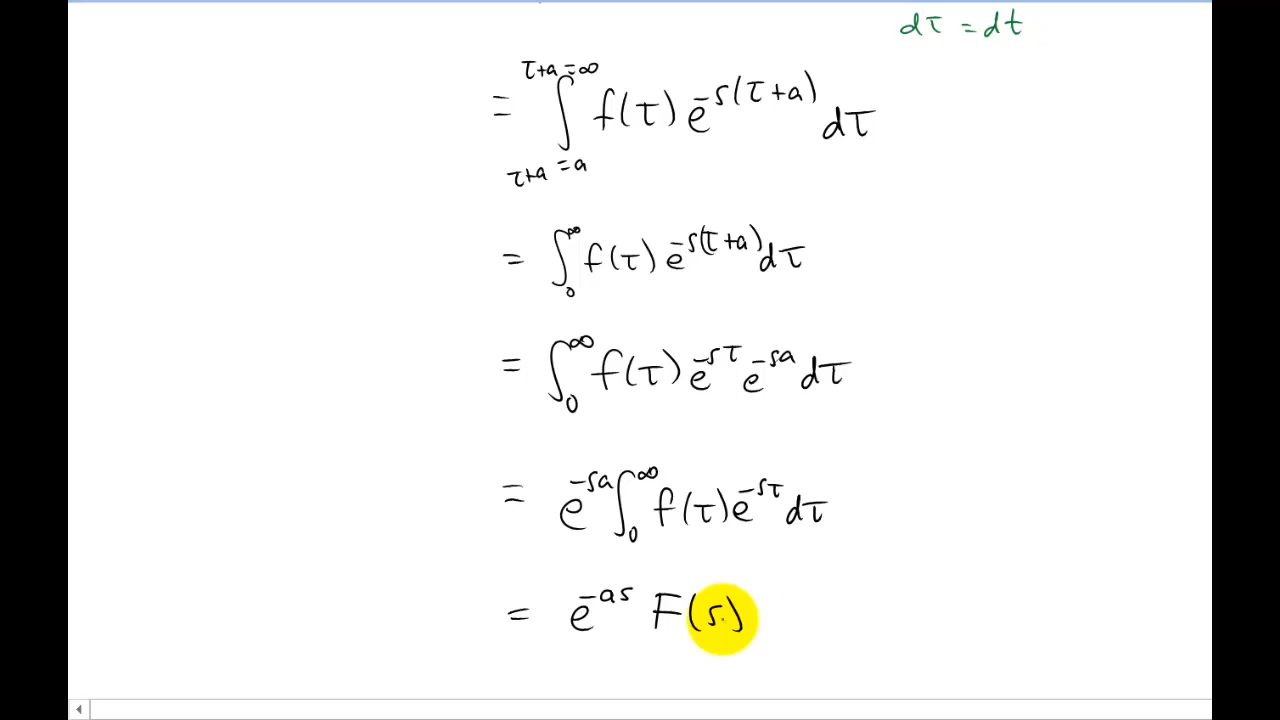 dτ = dt
= ∫_{τ+a=a}^{τ+a=∞} f(τ) e^{-s(τ+a)} dτ
= ∫_0^∞ f(τ) e^{-s(τ+a)} dτ
= ∫_0^∞ f(τ) e^{-sτ} e^{-sa} dτ
= e^{-sa} ∫_0^∞ f(τ) e^{-sτ} dτ
= e^{-as} F(s)